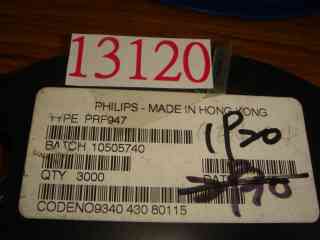 13120
PHILIPS - MADE IN HONG KONG
TYPE PRF947
BATCH 10505740
QTY 3000
CODENO9340 430 80115